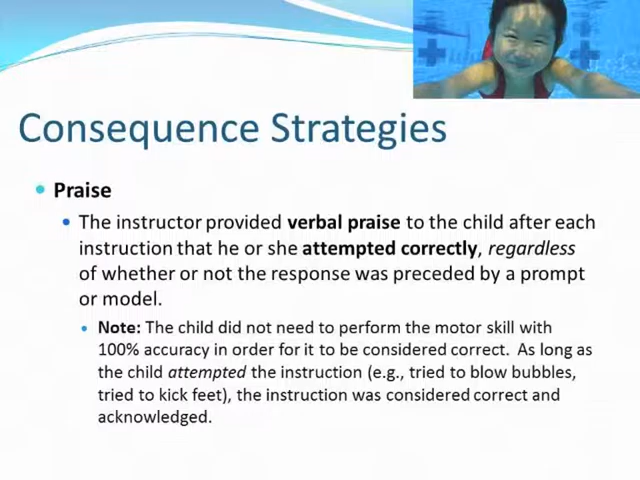 Consequence Strategies
Praise
The instructor provided verbal praise to the child after each
instruction that he or she attempted correctly, regardless
of whether or not the response was preceded by a prompt
or model.
Note: The child did not need to perform the motor skill with
100% accuracy in order for it to be considered correct. As long as
the child attempted the instruction (e.g., tried to blow bubbles,
tried to kick feet), the instruction was considered correct and
acknowledged.